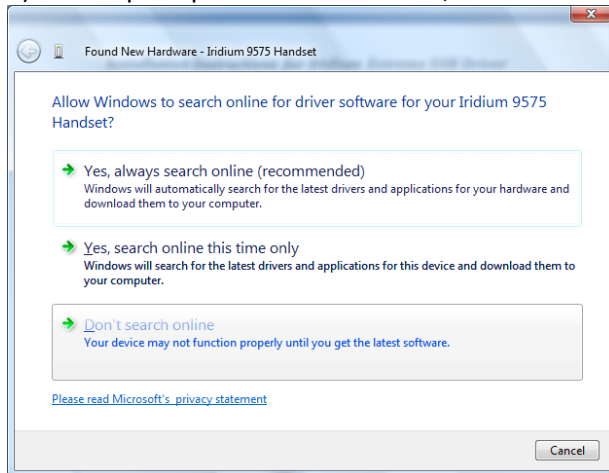 Found New Hardware - Iridium 9575 Handset
Allow Windows to search online for driver software for your Iridium 9575
Handset?
Yes, always search online (recommended)
Windows will automatically search for the latest drivers and applications for your hardware and
download them to your computer.
Yes, search online this time only
Windows will search for the latest drivers and applications for this device and download them to
your computer.
Don't search online
Your device may not function properly until you get the latest software.
Please read Microsoft's privacy statement
Cancel